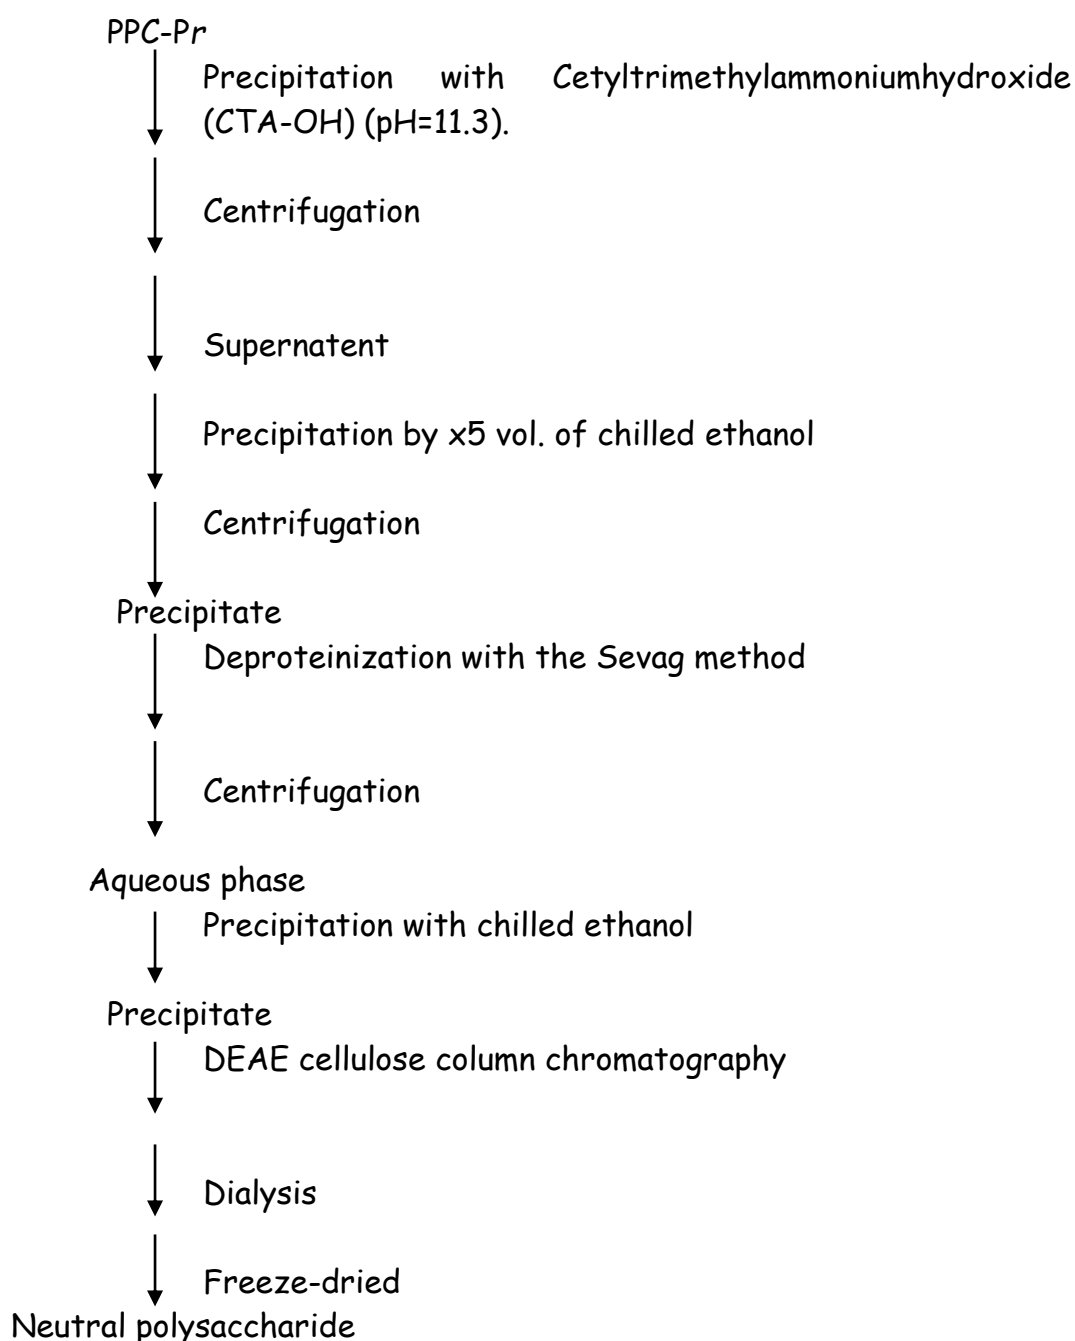 PPC-Pr
Precipitation with Cetyltrimethylammoniumhydroxide
(CTA-OH) (pH=11.3).
Centrifugation
Supernatent
Precipitation by x5 vol. of chilled ethanol
Centrifugation
Precipitate
Deproteinization with the Sevag method
Centrifugation
Aqueous phase
Precipitation with chilled ethanol
Precipitate
DEAE cellulose column chromatography
Dialysis
Freeze-dried
Neutral polysaccharide